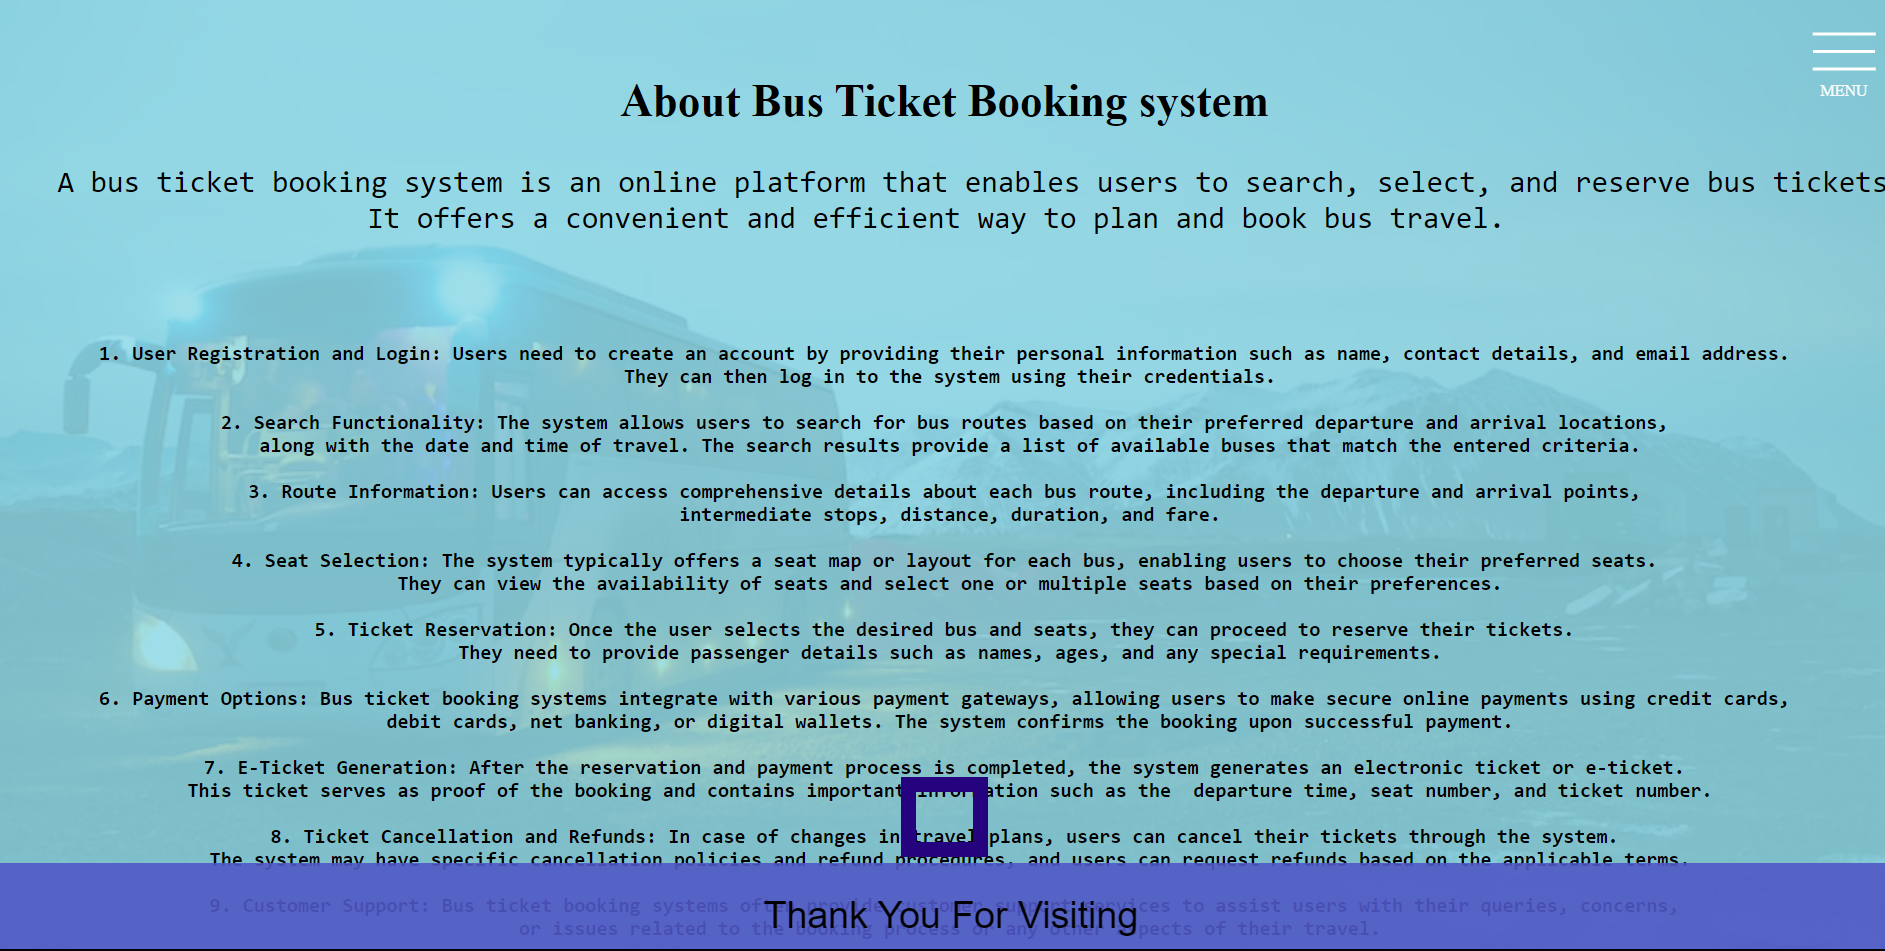 MENU
About Bus Ticket Booking system
A bus ticket booking system is an online platform that enables users to search, select, and reserve bus tickets
It offers a convenient and efficient way to plan and book bus travel.
1. User Registration and Login: Users need to create an account by providing their personal information such as name, contact details, and email address.
They can then log in to the system using their credentials.
2. Search Functionality: The system allows users to search for bus routes based on their preferred departure and arrival locations,
along with the date and time of travel. The search results provide a list of available buses that match the entered criteria.
3. Route Information: Users can access comprehensive details about each bus route, including the departure and arrival points,
intermediate stops, distance, duration, and fare.
4. Seat Selection: The system typically offers a seat map or layout for each bus, enabling users to choose their preferred seats.
They can view the availability of seats and select one or multiple seats based on their preferences.
5. Ticket Reservation: Once the user selects the desired bus and seats, they can proceed to reserve their tickets.
They need to provide passenger details such as names, ages, and any special requirements.
6. Payment Options: Bus ticket booking systems integrate with various payment gateways, allowing users to make secure online payments using credit cards,
debit cards, net banking, or digital wallets. The system confirms the booking upon successful payment.
7. E-Ticket Generation: After the reservation and payment process is completed, the system generates an electronic ticket or e-ticket.
This ticket serves as proof of the booking and contains important information such as the departure time, seat number, and ticket number.
8. Ticket Cancellation and Refunds: In case of changes in travel plans, users can cancel their tickets through the system.
The system may have specific cancellation policies and refund procedures, and users can request refunds based on the applicable terms.
9. Customer Support: Bus ticket booking systems often provide customer support services to assist users with their queries, concerns,
or issues related to the booking process or any other aspects of their travel.
Thank You For Visiting